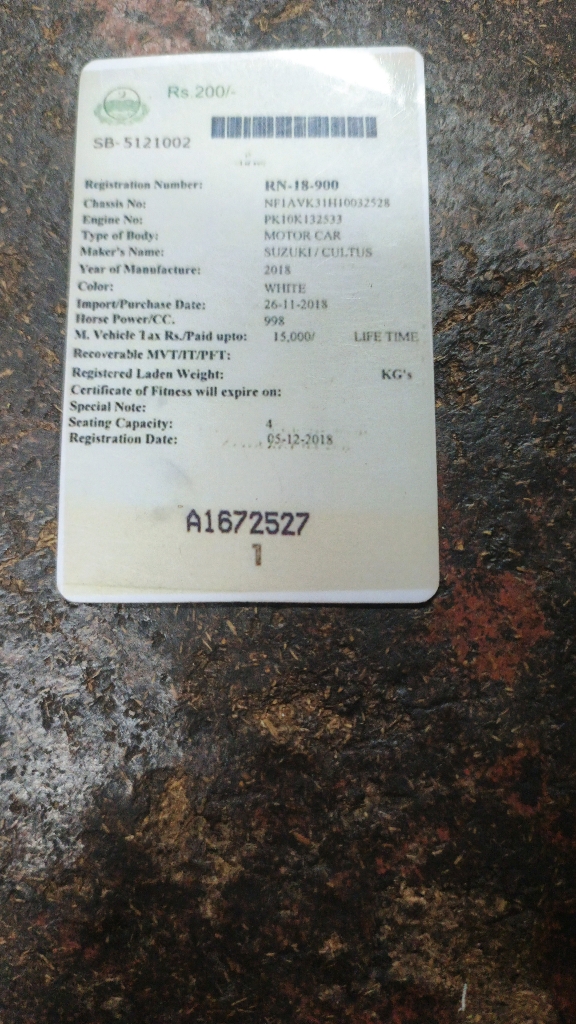 Rs.200/-
SB-5121002
Registration Number: RN-18-900
Chassis No: NF1AVK31H10032528
Engine No: PK10K132533
Type of Body: MOTOR CAR
Maker's Name: SUZUKI / CULTUS
Year of Manufacture: 2018
Color: WHITE
Import/Purchase Date: 26-11-2018
Horse Power/CC. 998
M. Vehicle Tax Rs./Paid upto: 15,000/ LIFE TIME
Recoverable MVT/IT/PFT:
Registered Laden Weight: KG's
Certificate of Fitness will expire on:
Special Note:
Seating Capacity: 4
Registration Date: 05-12-2018
A1672527
1